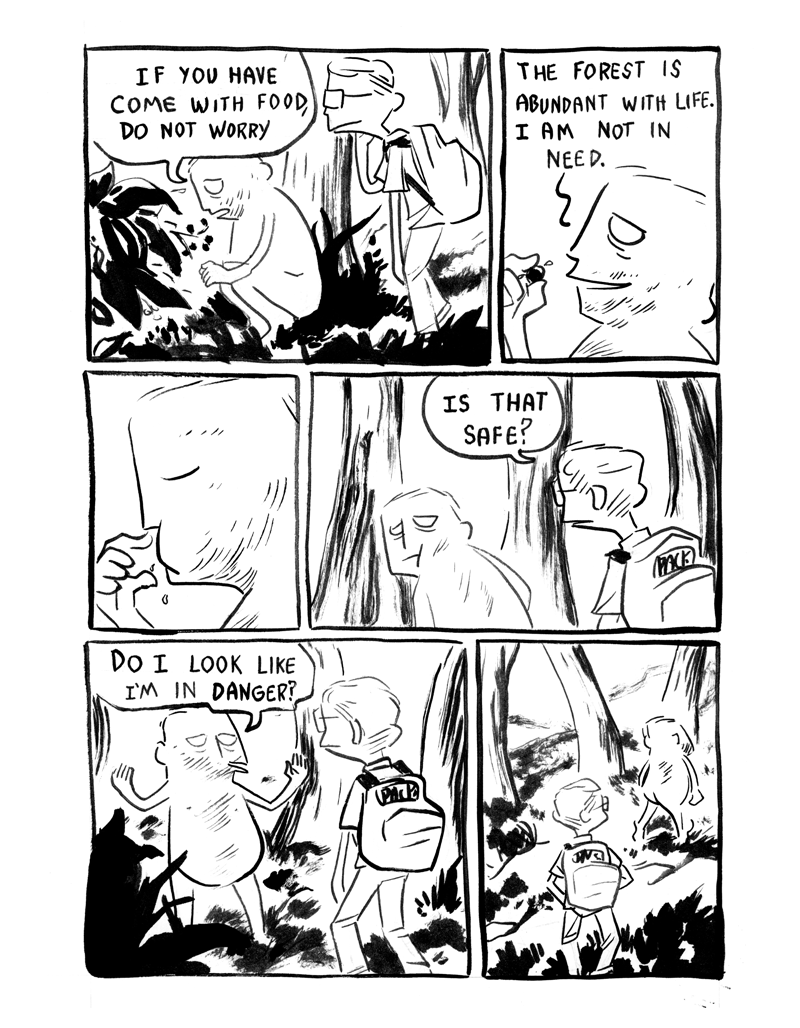 IF YOU HAVE
COME WITH FOOD,
DO NOT WORRY
THE FOREST IS
ABUNDANT WITH LIFE.
I AM NOT IN
NEED.
IS THAT
SAFE?
PACK
DO I LOOK LIKE
I'M IN DANGER?
PACK